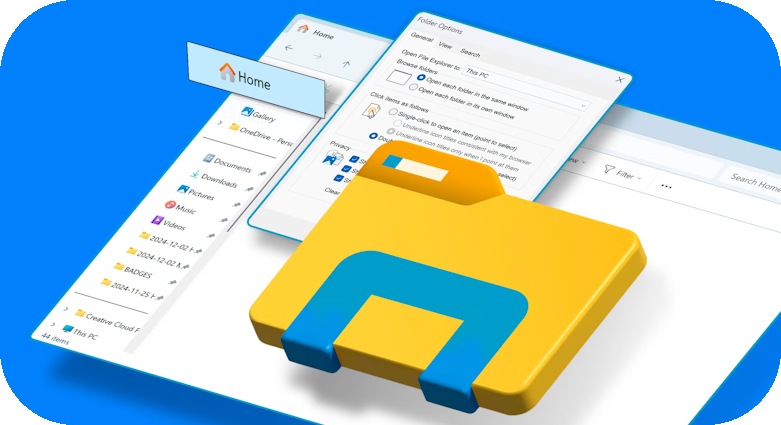 Home
Home
Gallery
OneDrive - Perso
Documents
Downloads
Pictures
Music
Videos
2024-12-02
2024-12-02
BADGES
2024-11-25
Creative Cloud F
This PC
44 items
Folder Options
General View Search
Open File Explorer to: This PC
Browse folders
Open each folder in the same window
Open each folder in its own window
Click items as follows
Single-click to open an item (point to select)
Underline icon titles consistent with my browser
Underline icon titles only when I point at them
select)
Privacy
Clear
Filter
...
Search Home